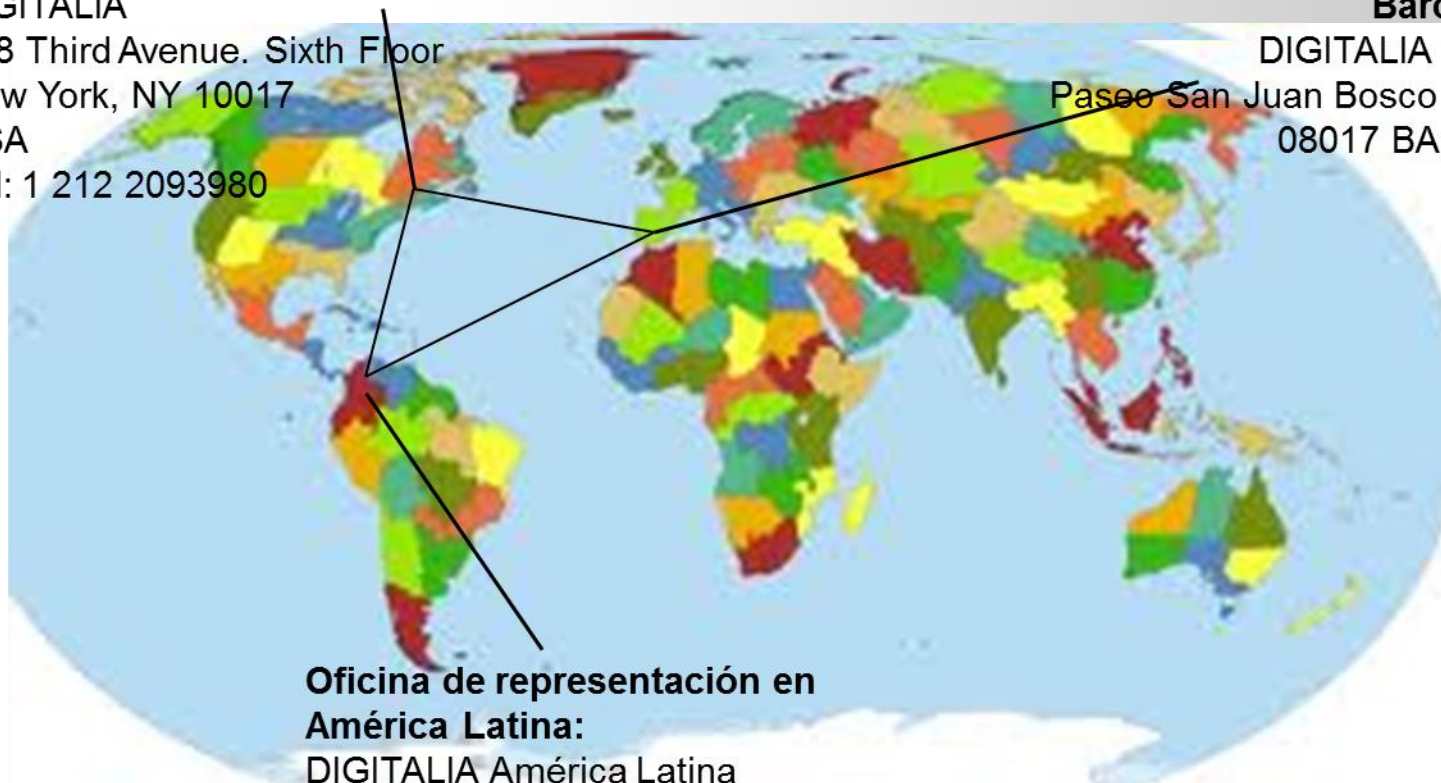 GITALIA
8 Third Avenue. Sixth Floor
w York, NY 10017
SA
l: 1 212 2093980
Barc
DIGITALIA
Paseo San Juan Bosco
08017 BA
Oficina de representación en
América Latina:
DIGITALIA América Latina